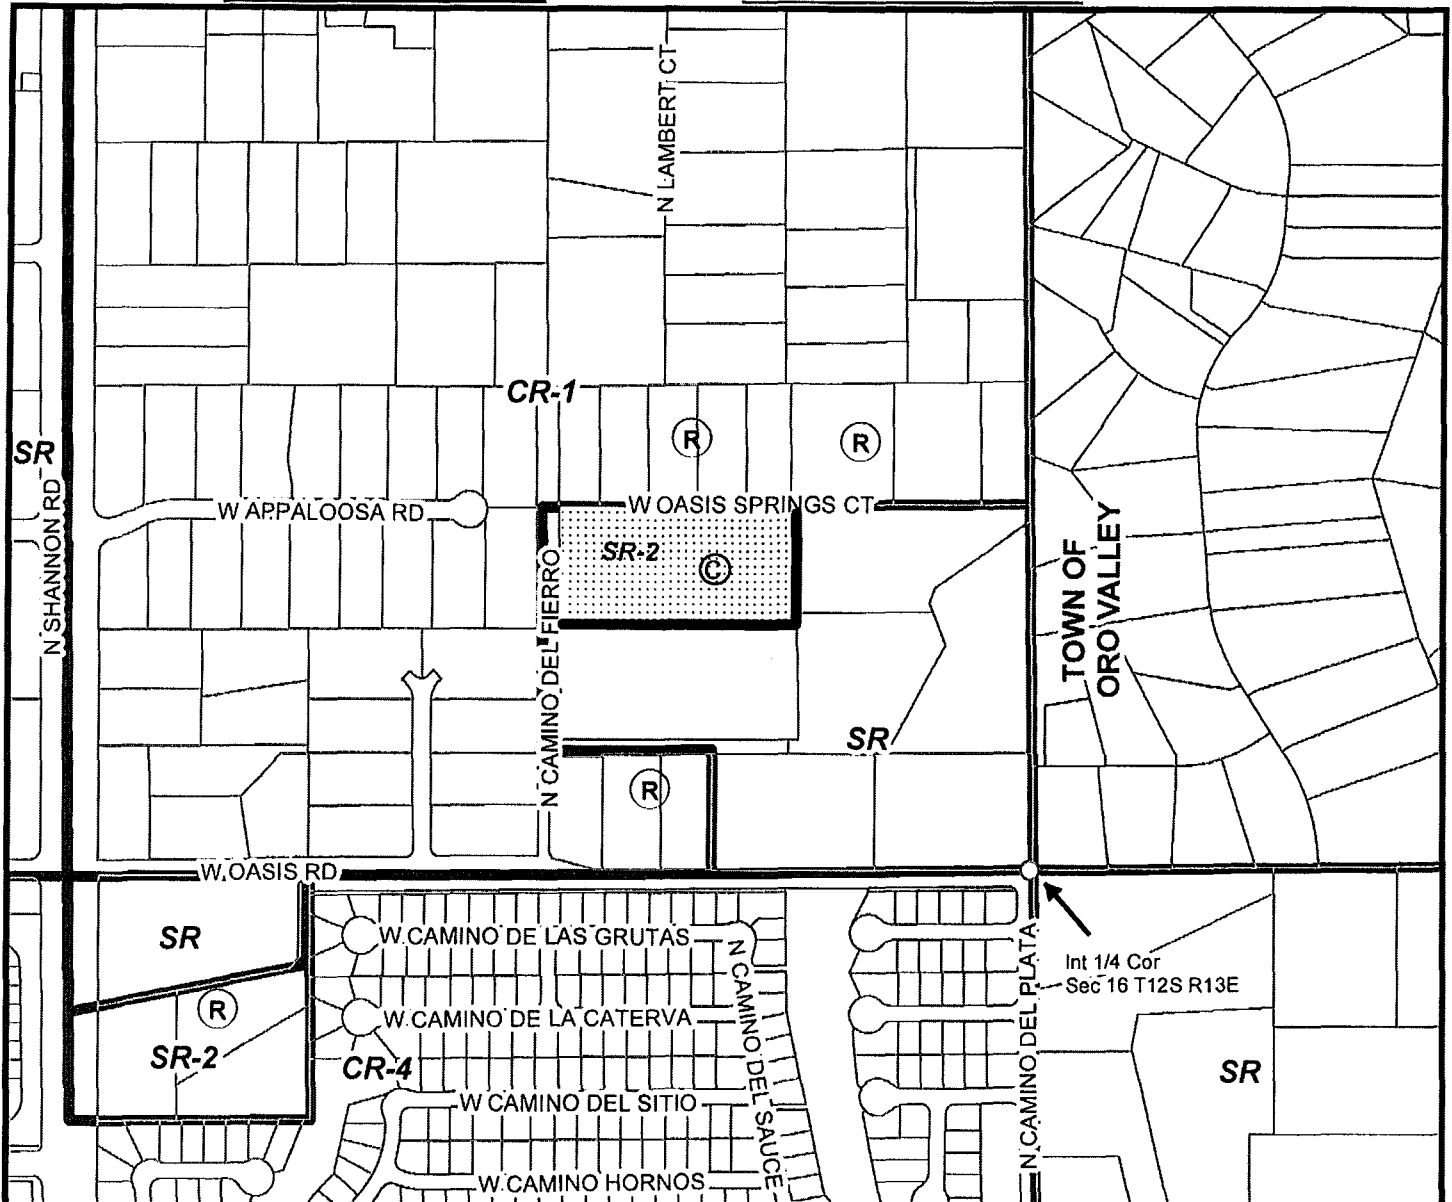 N LAMBERT CT
CR-1
SR
R
R
N SHANNON RD
W APPALOOSA RD
W OASIS SPRINGS CT
SR-2
C
N CAMINO DEL FIERRO
TOWN OF
ORO VALLEY
SR
R
W OASIS RD
SR
R
SR-2
CR-4
W CAMINO DE LAS GRUTAS
W CAMINO DE LA CATERVA
W CAMINO DEL SITIO
W CAMINO HORNOS
N CAMINO DEL SAUCE
N CAMINO DEL PLATA
Int 1/4 Cor
Sec 16 T12S R13E
SR